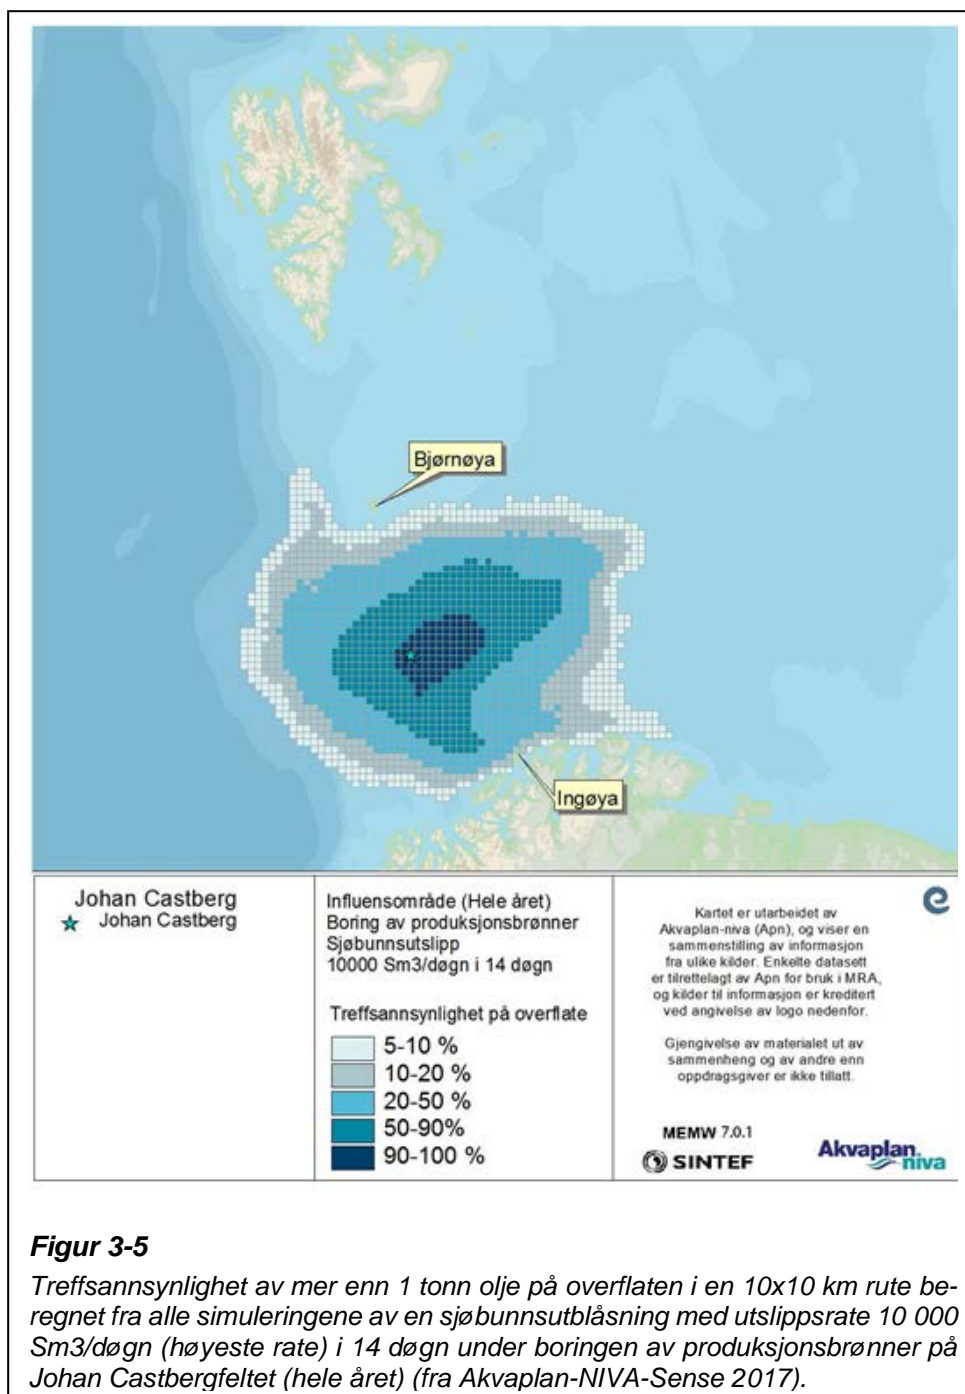 Bjørnøya
Ingøya
Johan Castberg
Johan Castberg
Influensområde (Hele året)
Boring av produksjonsbrønner
Sjøbunnsutslipp
10000 Sm3/døgn i 14 døgn
Treffsannsynlighet på overflate
5-10 %
10-20 %
20-50 %
50-90%
90-100 %
Kartet er utarbeidet av
Akvaplan-niva (Apn), og viser en
sammenstilling av informasjon
fra ulike kilder. Enkelte datasett
er tilrettelagt av Apn for bruk i MRA,
og kilder til informasjon er kreditert
ved angivelse av logo nedenfor.
Gjengivelse av materialet ut av
sammenheng og av andre enn
oppdragsgiver er ikke tillatt.
MEMW 7.0.1
SINTEF
Akvaplan
niva
Figur 3-5
Treffsannsynlighet av mer enn 1 tonn olje på overflaten i en 10x10 km rute be-
regnet fra alle simuleringene av en sjøbunnsutblåsning med utslippsrate 10 000
Sm3/døgn (høyeste rate) i 14 døgn under boringen av produksjonsbrønner på
Johan Castbergfeltet (hele året) (fra Akvaplan-NIVA-Sense 2017).